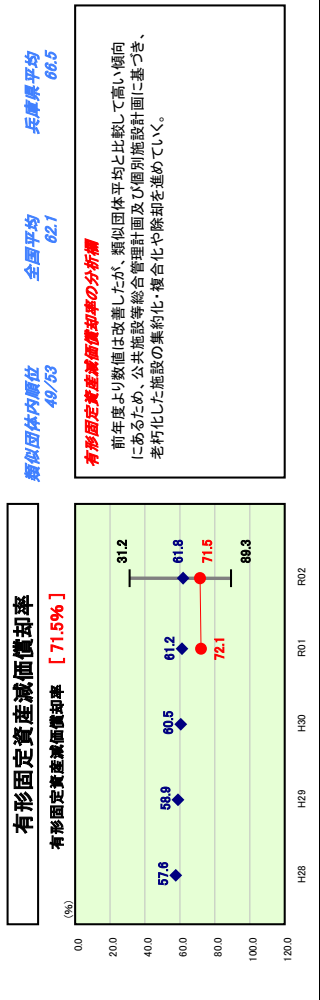 有形固定資産減価償却率
有形固定資産減価償却率 [ 71.5% ]
(%)
0.0
20.0
40.0
60.0
80.0
100.0
120.0
57.6
58.9
60.5
61.2
72.1
31.2
61.8
71.5
89.3
H28
H29
H30
R01
R02
類似団体内順位
49/53
全国平均
62.1
兵庫県平均
66.5
有形固定資産減価償却率の分析欄
前年度より数値は改善したが、類似団体平均と比較して高い傾向
にあるため、公共施設等総合管理計画及び個別施設計画に基づき、
老朽化した施設の集約化・複合化や除却を進めていく。